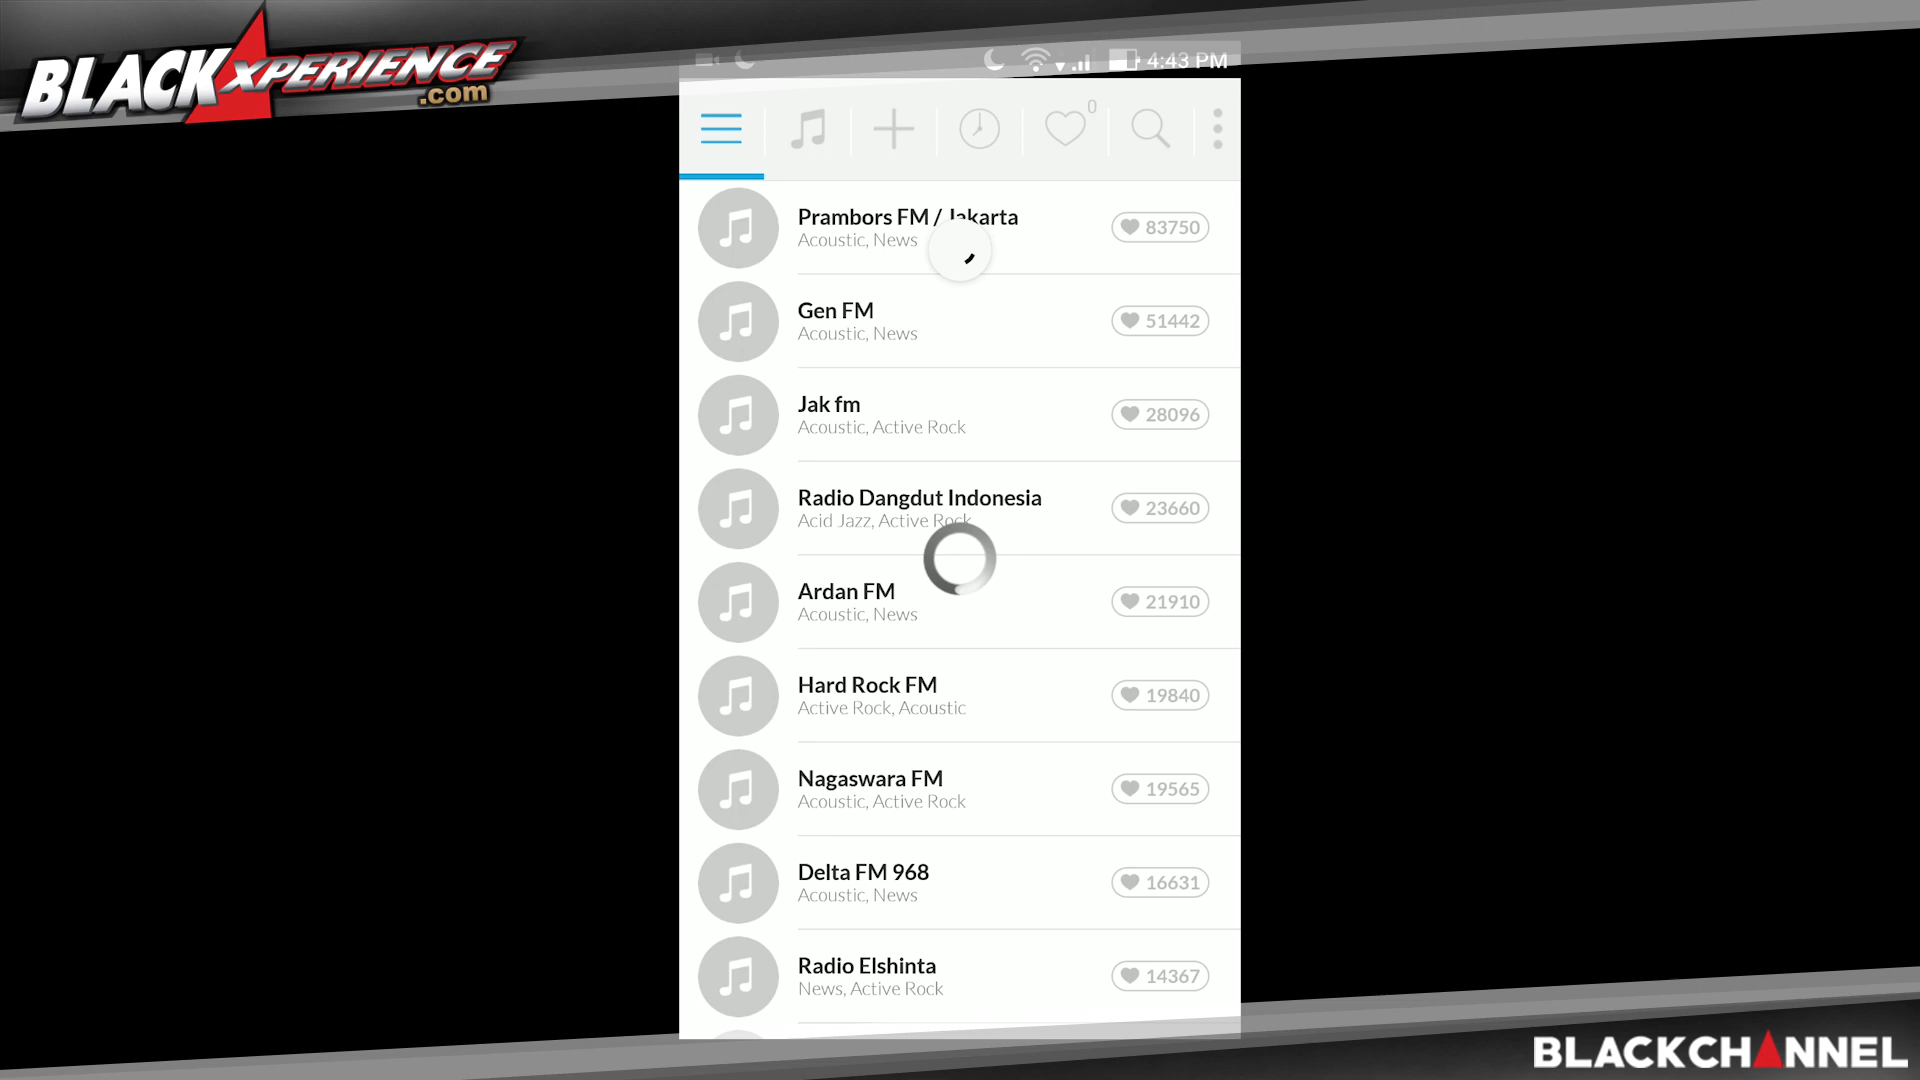 BLACKXPERIENCE
.com
4:43 PM
0
Prambors FM / Jakarta
Acoustic, News
83750
Gen FM
Acoustic, News
51442
Jak fm
Acoustic, Active Rock
28096
Radio Dangdut Indonesia
Acid Jazz, Active Rock
23660
Ardan FM
Acoustic, News
21910
Hard Rock FM
Active Rock, Acoustic
19840
Nagaswara FM
Acoustic, Active Rock
19565
Delta FM 968
Acoustic, News
16631
Radio Elshinta
News, Active Rock
14367
BLACKCHANNEL